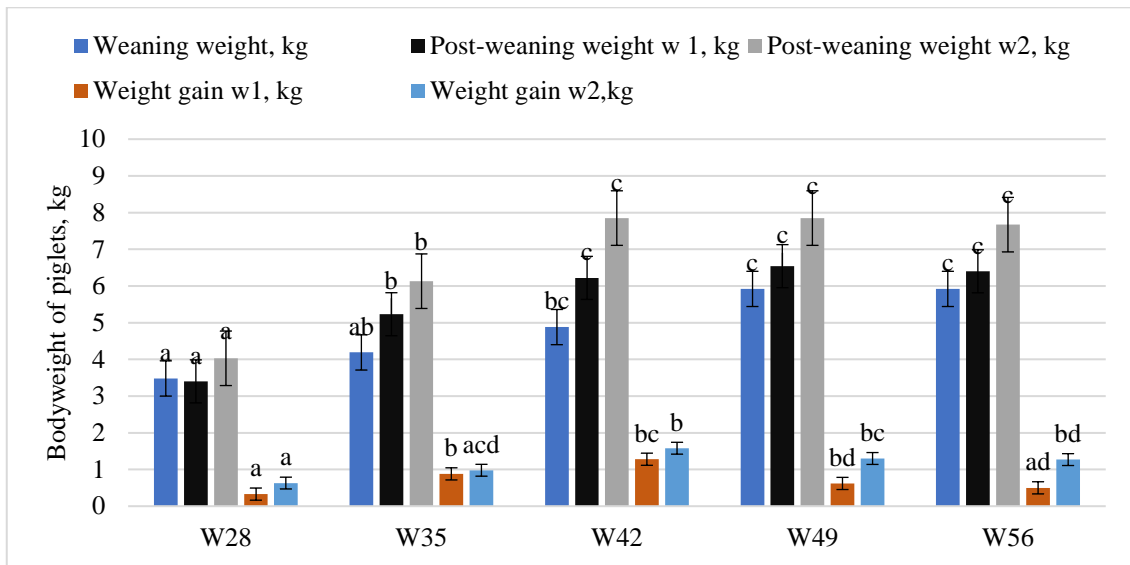 Weaning weight, kg
Post-weaning weight w 1, kg
Post-weaning weight w2, kg
Weight gain w1, kg
Weight gain w2,kg
Bodyweight of piglets, kg
10
9
8
7
6
5
4
3
2
1
0
a a a a a
ab b b b acd
bc c c bc b
c c c bd bc
c c c ad bd
W28 W35 W42 W49 W56